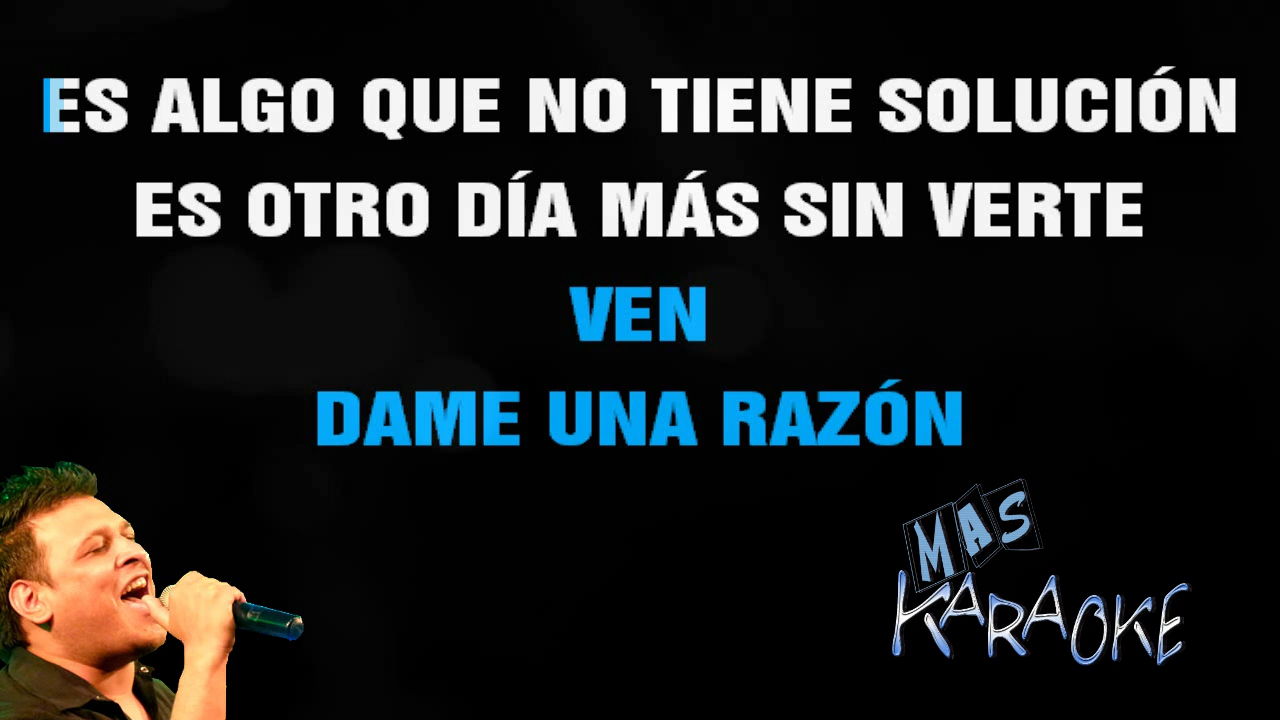 ES ALGO QUE NO TIENE SOLUCIÓN
ES OTRO DÍA MÁS SIN VERTE
VEN
DAME UNA RAZÓN
MAS
KARAOKE